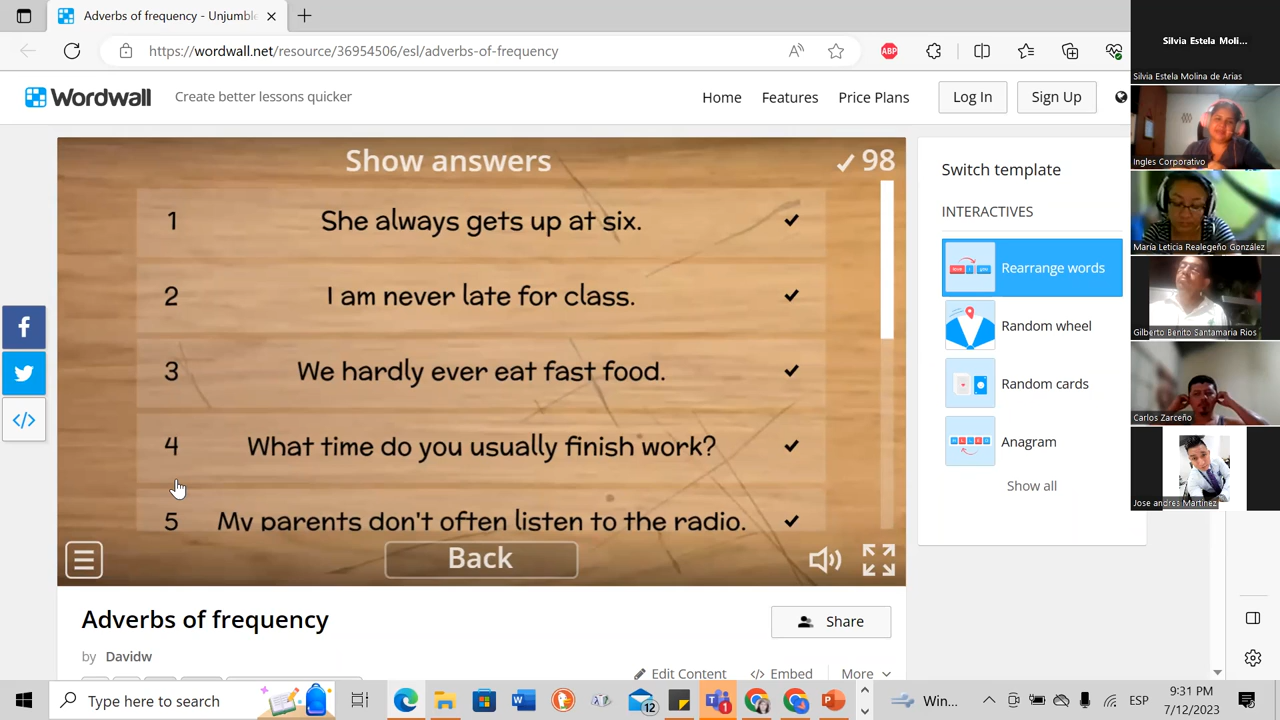 Adverbs of frequency - Unjumble
https://wordwall.net/resource/36954506/esl/adverbs-of-frequency
ABP
Wordwall
Create better lessons quicker
Home
Features
Price Plans
Log In
Sign Up
Show answers
98
1 She always gets up at six.
2 I am never late for class.
3 We hardly ever eat fast food.
4 What time do you usually finish work?
5 My parents don't often listen to the radio.
Back
Adverbs of frequency
Share
by Davidw
Edit Content
Embed
More
Switch template
INTERACTIVES
Rearrange words
Random wheel
Random cards
Anagram
Show all
Silvia Estela Moli...
Silvia Estela Molina de Arias
Ingles Corporativo
María Leticia Realegeño González
Gilberto Benito Santamaria Rios
Carlos Zarceño
Jose andres Martinez
Type here to search
12
1
Win...
ESP
9:31 PM
7/12/2023